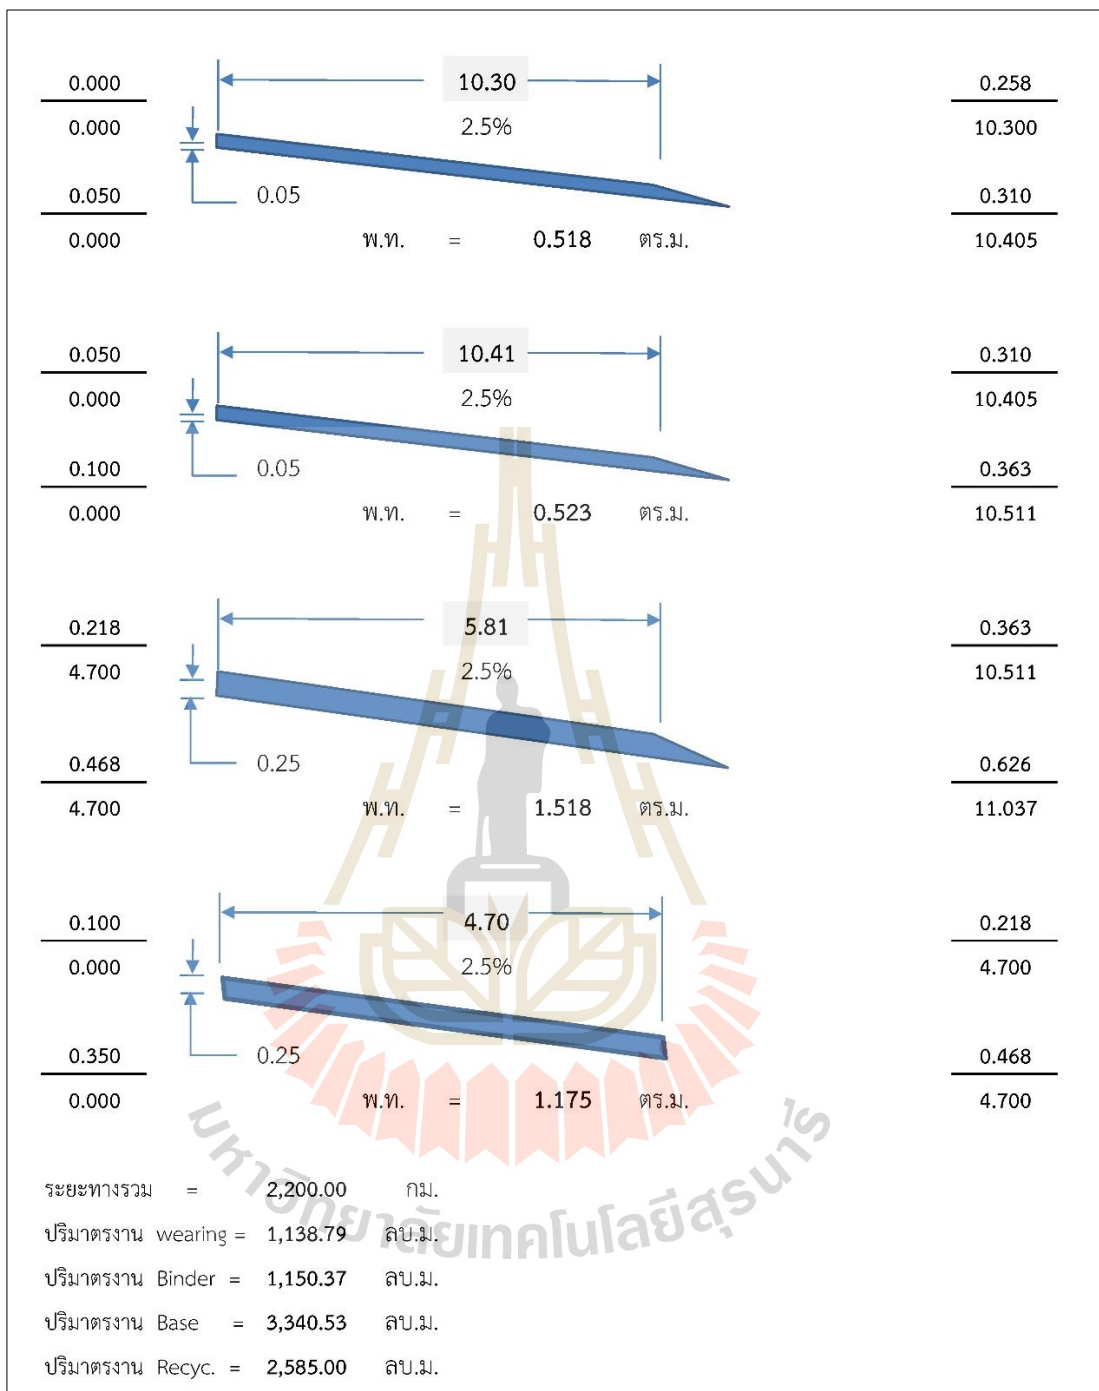 0.000 10.30 0.258
0.000 2.5% 10.300
0.050 0.05 0.310
0.000 พ.ท. = 0.518 ตร.ม. 10.405
0.050 10.41 0.310
0.000 2.5% 10.405
0.100 0.05 0.363
0.000 พ.ท. = 0.523 ตร.ม. 10.511
0.218 5.81 0.363
4.700 2.5% 10.511
0.468 0.25 0.626
4.700 พ.ท. = 1.518 ตร.ม. 11.037
0.100 4.70 0.218
0.000 2.5% 4.700
0.350 0.25 0.468
0.000 พ.ท. = 1.175 ตร.ม. 4.700
มหาวิทยาลัยเทคโนโลยีสุรนารี
ระยะทางรวม = 2,200.00 กม.
ปริมาตรงาน wearing = 1,138.79 ลบ.ม.
ปริมาตรงาน Binder = 1,150.37 ลบ.ม.
ปริมาตรงาน Base = 3,340.53 ลบ.ม.
ปริมาตรงาน Recyc. = 2,585.00 ลบ.ม.